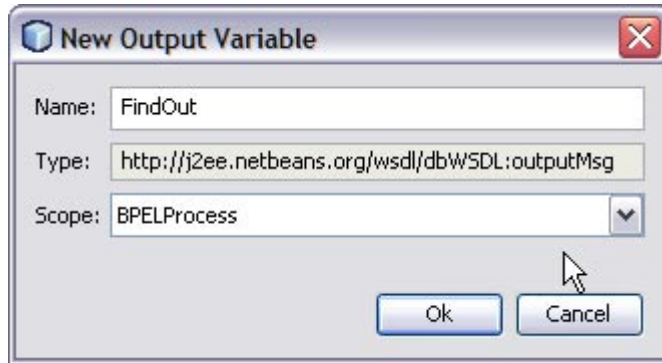 New Output Variable
Name: FindOut
Type: http://j2ee.netbeans.org/wsdl/dbWSDL:outputMsg
Scope: BPELProcess
Ok Cancel